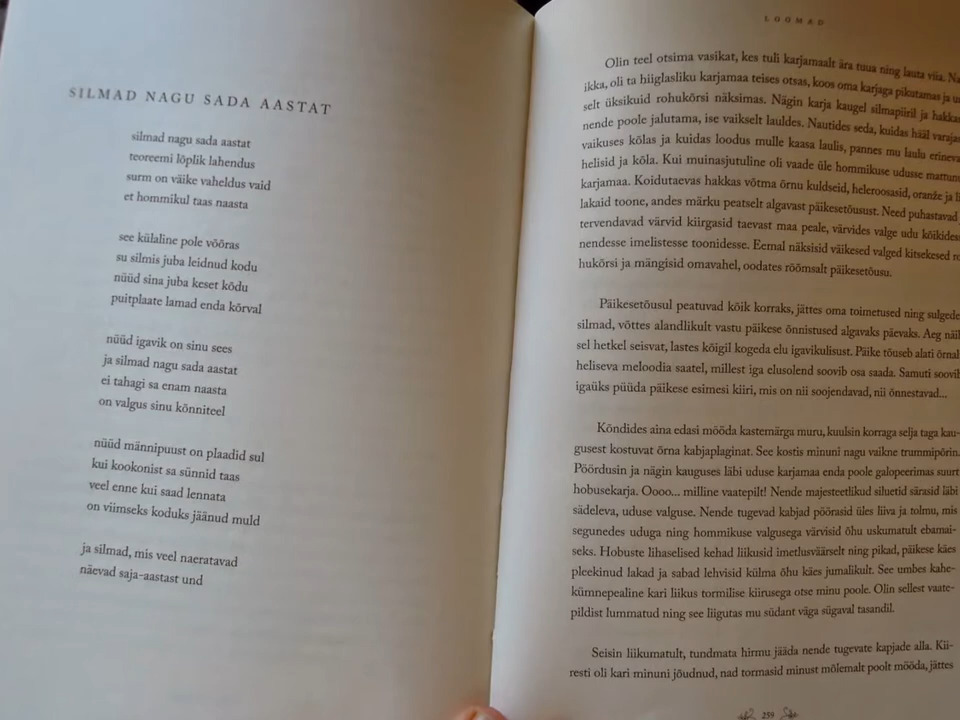 SILMAD NAGU SADA AASTAT
silmad nagu sada aastat
teoreemi lõplik lahendus
surm on väike vaheldus vaid
et hommikul taas naasta
see külaline pole võõras
su silmis juba leidnud kodu
nüüd sina juba keset kõdu
puitplaate lamad enda kõrval
nüüd igavik on sinu sees
ja silmad nagu sada aastat
ei tahagi sa enam naasta
on valgus sinu kõnniteel
nüüd männipuust on plaadid sul
kui kookonist sa sünnid taas
veel enne kui saad lennata
on viimseks koduks jäänud muld
ja silmad, mis veel naeratavad
näevad saja-aastast und
LOOMAD
Olin teel otsima vasikat, kes tuli karjamaalt ära tuua ning lauta viia.
ikka, oli ta hiiglasliku karjamaa teises otsas, koos oma karjaga pikutamas ja
selt üksikuid rohukõrsi näksimas. Nägin karja kaugel silmapiiril ja
nende poole jalutama, ise vaikselt lauldes. Nautides seda, kuidas hääl
vaikuses kõlas ja kuidas loodus mulle kaasa laulis, pannes mu laulu
helisid ja kõla. Kui muinasjutuline oli vaade üle hommikuse udusse
karjamaa. Koidutaevas hakkas võtma õrnu kuldseid, heleroosasid, oranže ja
lakaid toone, andes märku peatselt algavast päikesetõusust. Need puhastavad
tervendavad värvid kiirgasid taevast maa peale, värvides valge udu
nendesse imelistesse toonidesse. Eemal näksisid väikesed valged kitsekesed ro-
hukõrsi ja mängisid omavahel, oodates rõõmsalt päikesetõusu.
Päikesetõusul peatuvad kõik korraks, jättes oma toimetused ning sulgedes
silmad, võttes alandlikult vastu päikese õnnistused algavaks päevaks. Aeg näib
sel hetkel seisvat, lastes kõigil kogeda elu igavikulisust. Päike tõuseb alati õrnal
heliseva meloodia saatel, millest iga elusolend soovib osa saada. Samuti soovib
igaüks püüda päikese esimesi kiiri, mis on nii soojendavad, nii õnnestavad...
Kõndides aina edasi mööda kastemärga muru, kuulsin korraga selja taga kau-
gusest kostuvat õrna kabjaplaginat. See kostis minuni nagu vaikne trummipõrin.
Pöördusin ja nägin kauguses läbi uduse karjamaa enda poole galopeerimas suurt
hobusekarja. Oooo... milline vaatepilt! Nende majesteetlikud siluetid särasid läbi
sädeleva, uduse valguse. Nende tugevad kabjad pöörasid üles liiva ja tolmu, mis
segunedes uduga ning hommikuse valgusega värvisid õhu uskumatult ebamai-
seks. Hobuste lihaselised kehad liikusid imetlusväärselt ning pikad, päikese käes
pleekinud lakad ja sabad lehvisid külma õhu käes jumalikult. See umbes kahe-
kümnepealine kari liikus tormilise kiirusega otse minu poole. Olin sellest vaate-
pildist lummatud ning see liigutas mu südant väga sügaval tasandil.
Seisin liikumatult, tundmata hirmu jääda nende tugevate kapjade alla. Kii-
resti oli kari minuni jõudnud, nad tormasid minust mõlemalt poolt mööda, jättes
259